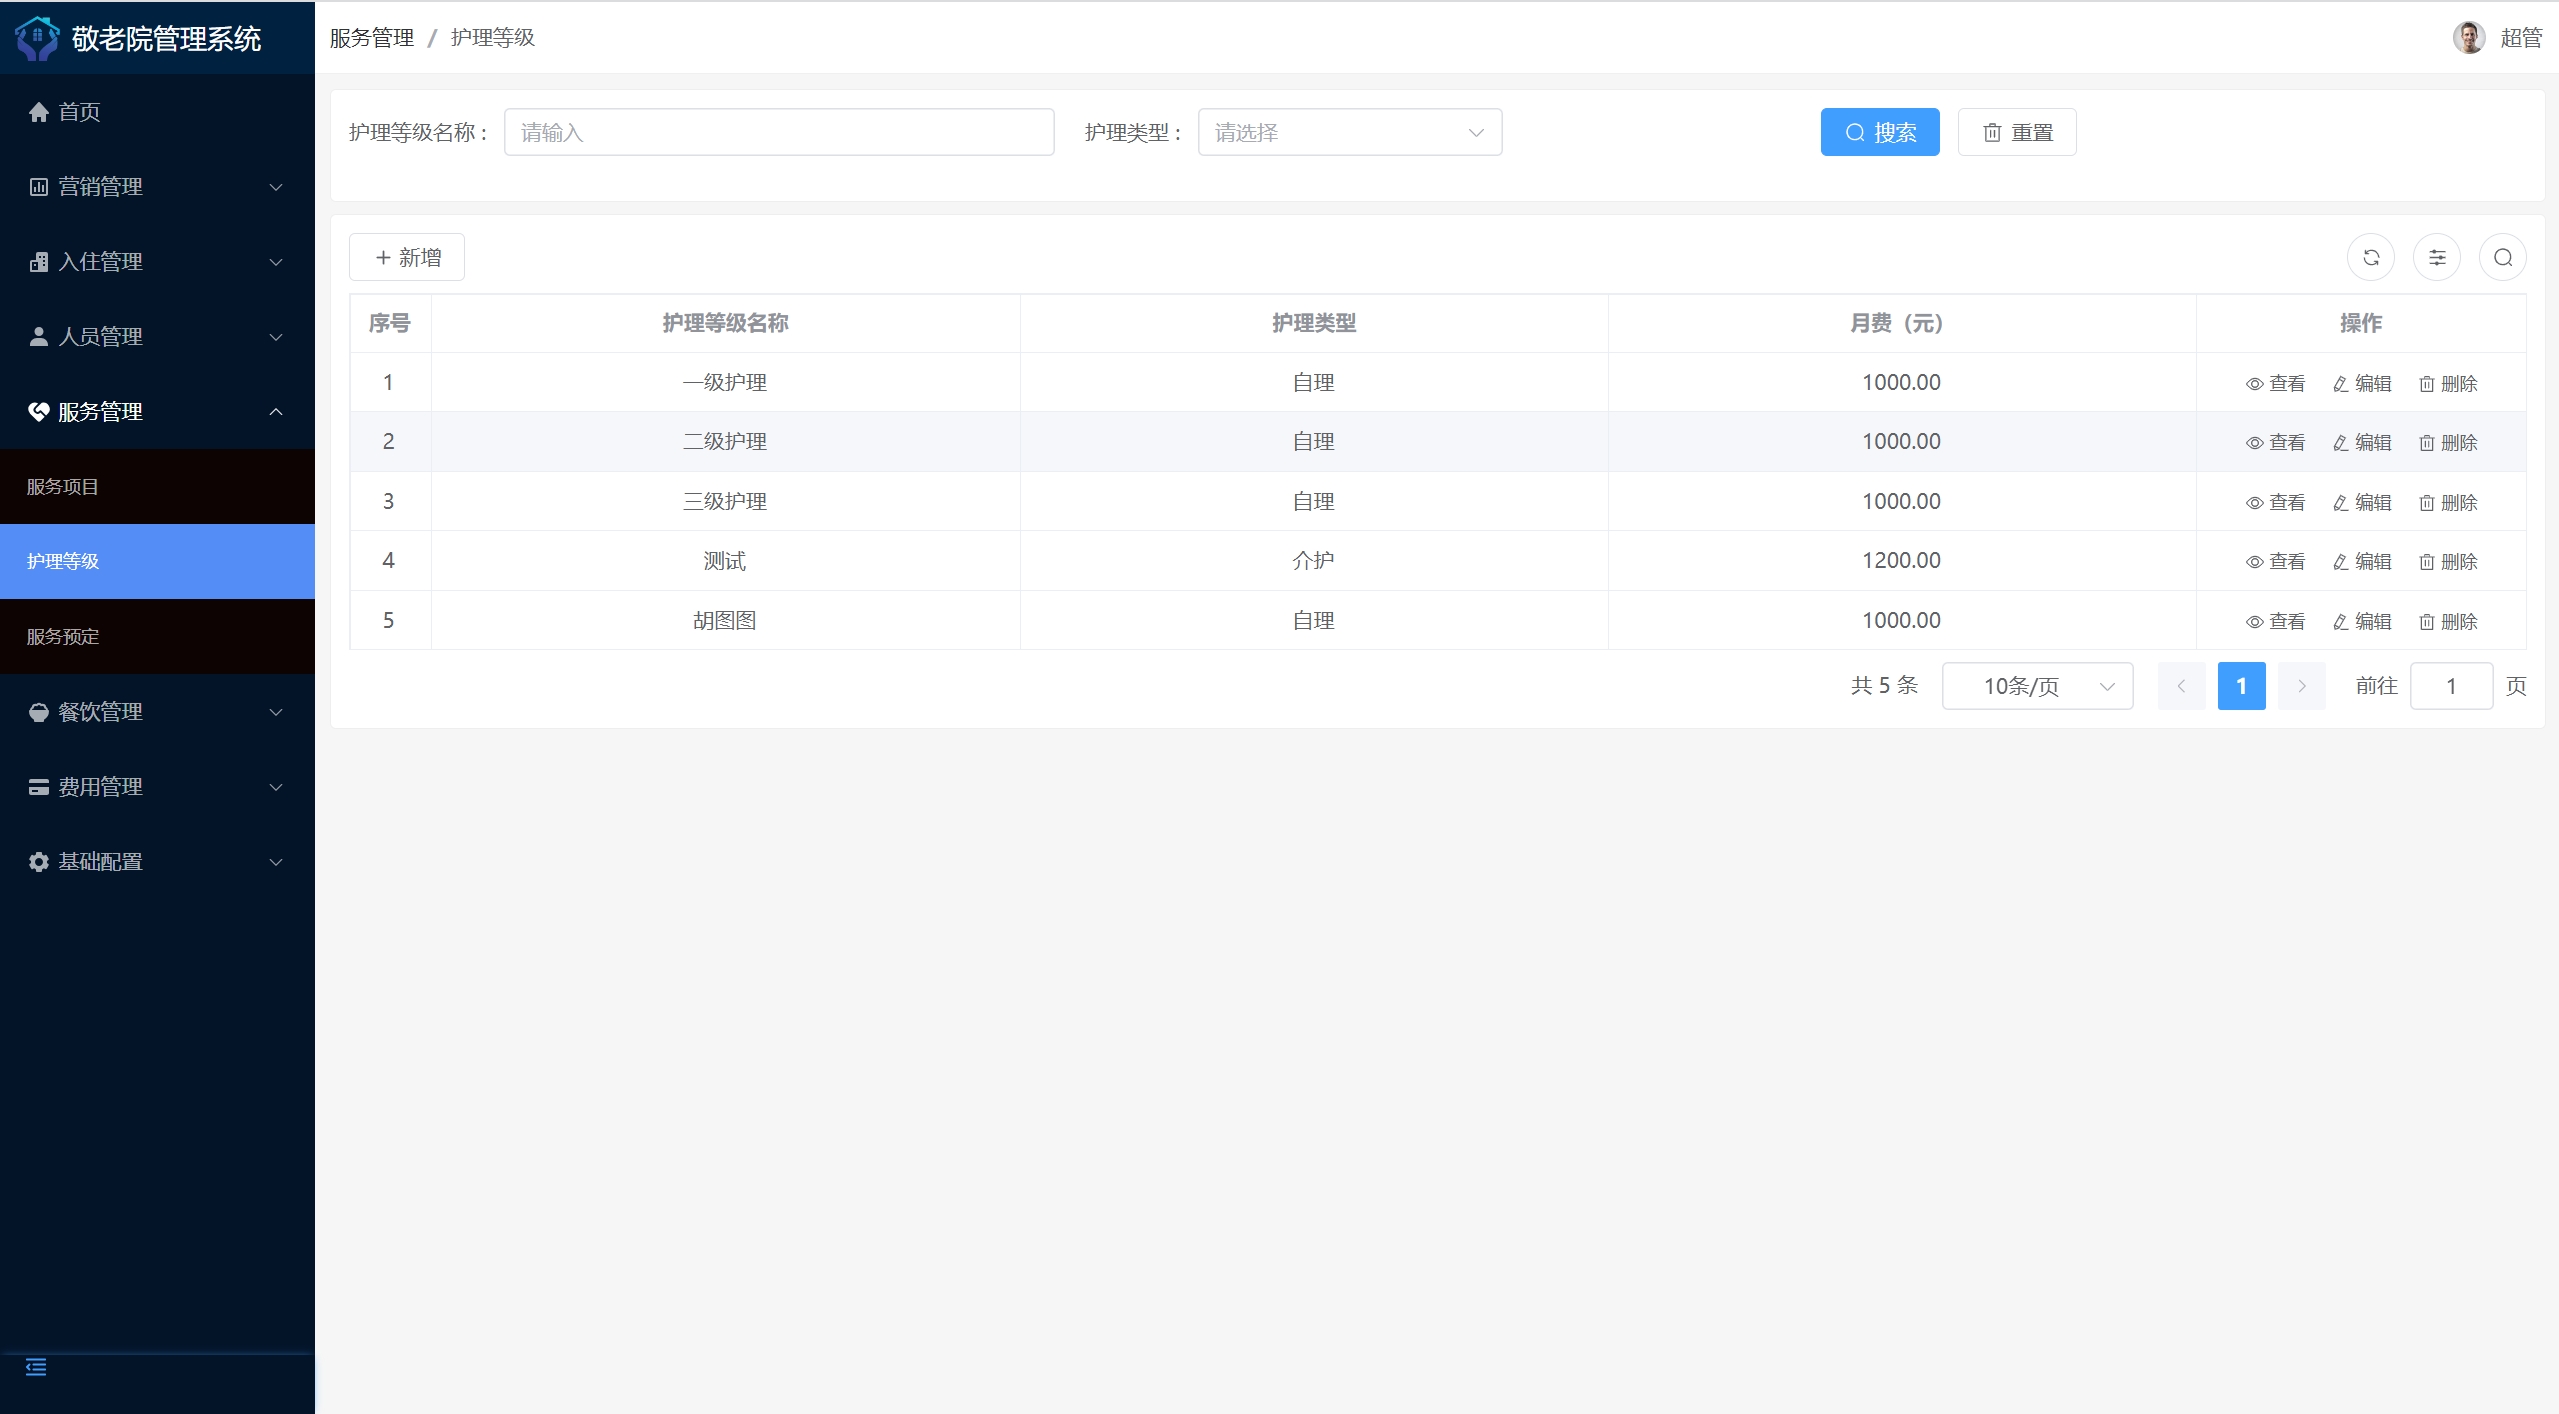 敬老院管理系统
服务管理 / 护理等级
超管
首页
营销管理
入住管理
人员管理
服务管理
服务项目
护理等级
服务预定
餐饮管理
费用管理
基础配置
护理等级名称： 请输入 护理类型： 请选择 搜索 重置
+ 新增
序号 护理等级名称 护理类型 月费（元） 操作
1 一级护理 自理 1000.00 查看 编辑 删除
2 二级护理 自理 1000.00 查看 编辑 删除
3 三级护理 自理 1000.00 查看 编辑 删除
4 测试 介护 1200.00 查看 编辑 删除
5 胡图图 自理 1000.00 查看 编辑 删除
共 5 条 10条/页 1 前往 1 页